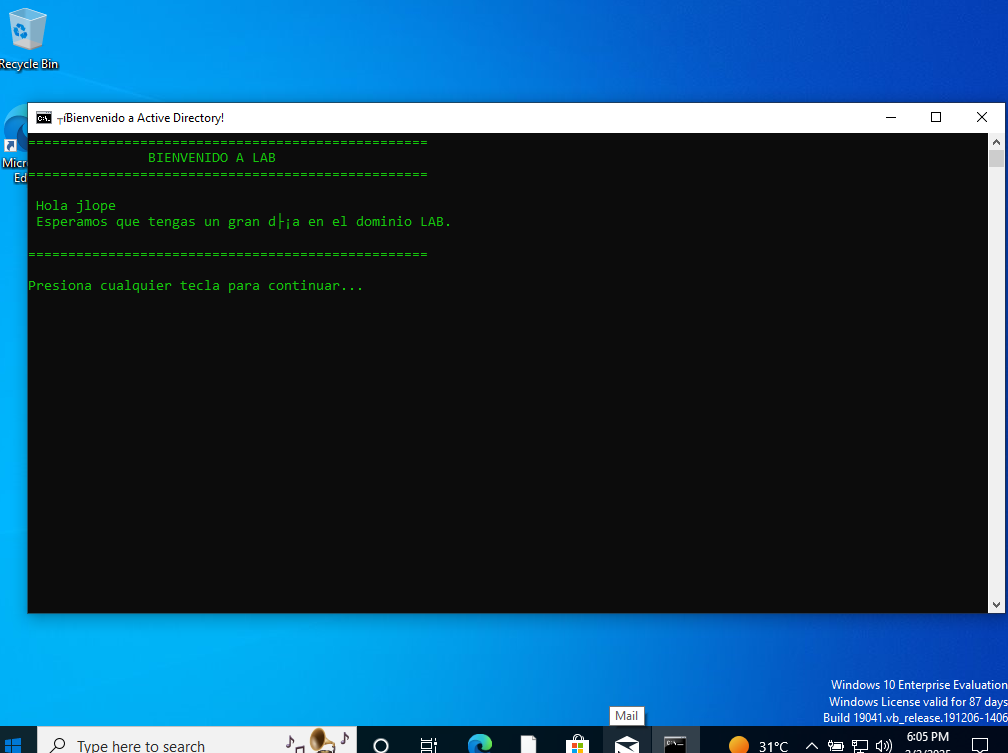 Recycle Bin
┬íBienvenido a Active Directory!
Micr
Ed
==================================================
BIENVENIDO A LAB
==================================================
Hola jlope
Esperamos que tengas un gran d├¡a en el dominio LAB.
==================================================
Presiona cualquier tecla para continuar...
Windows 10 Enterprise Evaluation
Windows License valid for 87 days
Build 19041.vb_release.191206-1406
Mail
Type here to search
31°C
6:05 PM